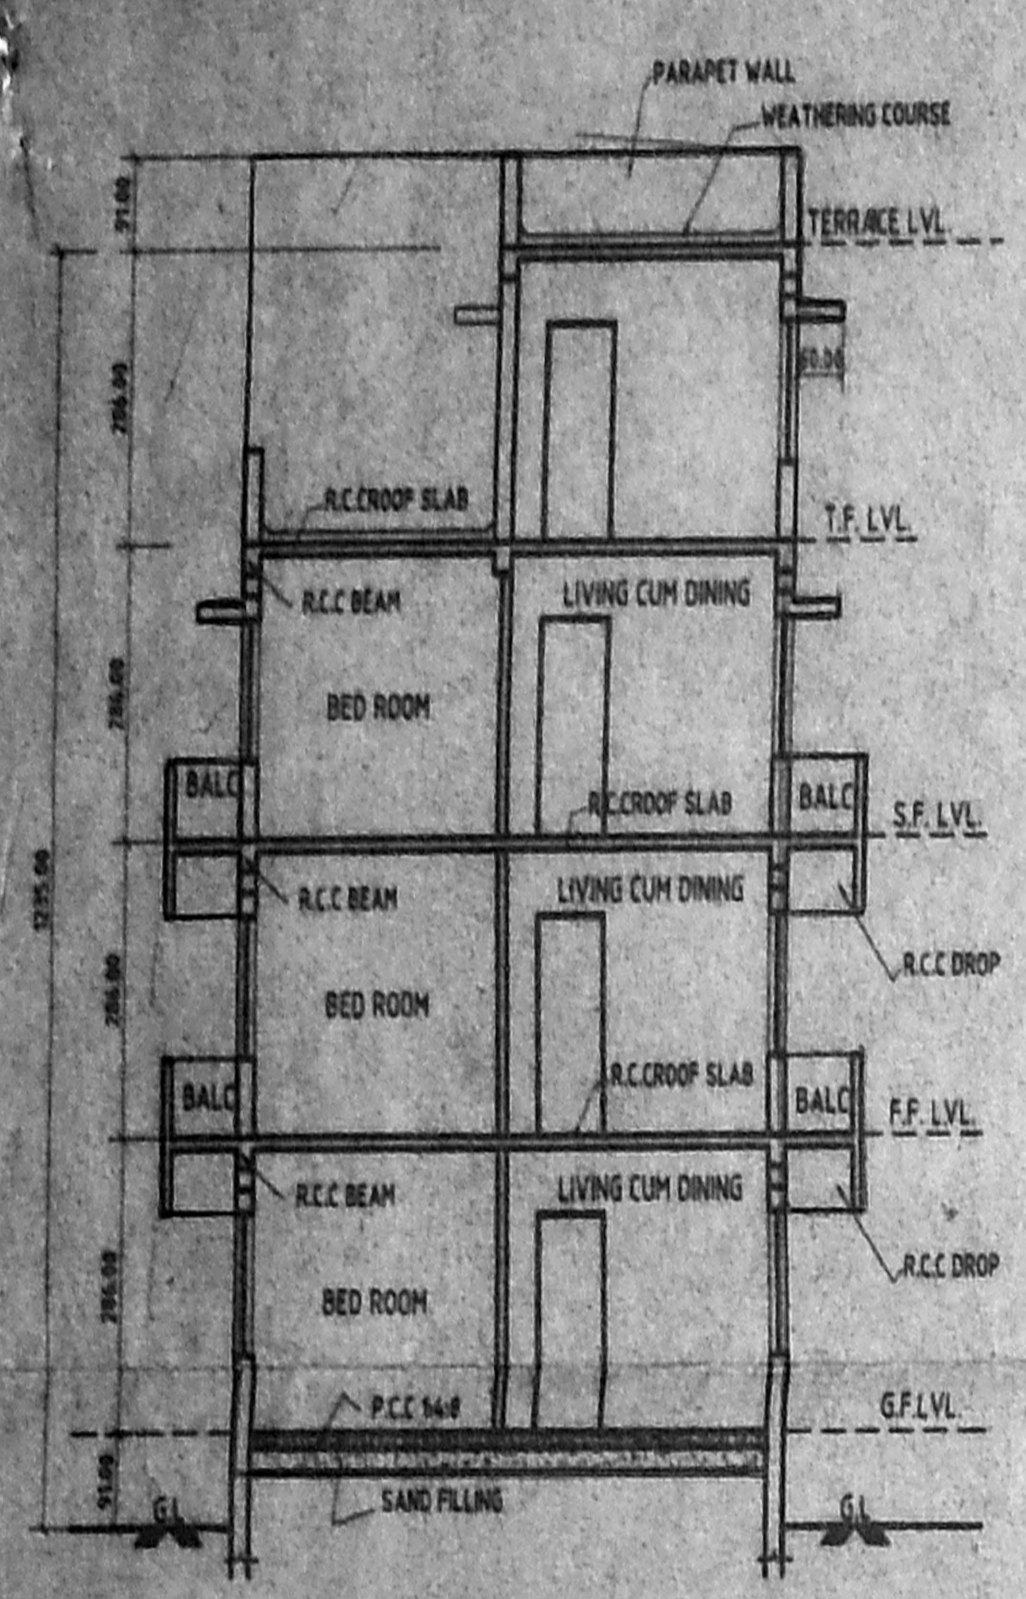 PARAPET WALL
WEATHERING COURSE
91.00
TERRACE LVL.
286.00
60.00
R.C.CROOF SLAB
T.F. LVL.
R.C.C BEAM
LIVING CUM DINING
286.00
BED ROOM
BALC
R.C.CROOF SLAB
BALC
S.F. LVL.
1235.00
R.C.C BEAM
LIVING CUM DINING
R.C.C DROP
286.00
BED ROOM
R.C.CROOF SLAB
BALC
BALC
F.F. LVL.
R.C.C BEAM
LIVING CUM DINING
R.C.C DROP
286.00
BED ROOM
P.C.C 1:4:8
G.F.LVL.
91.00
SAND FILLING
G.L
G.L